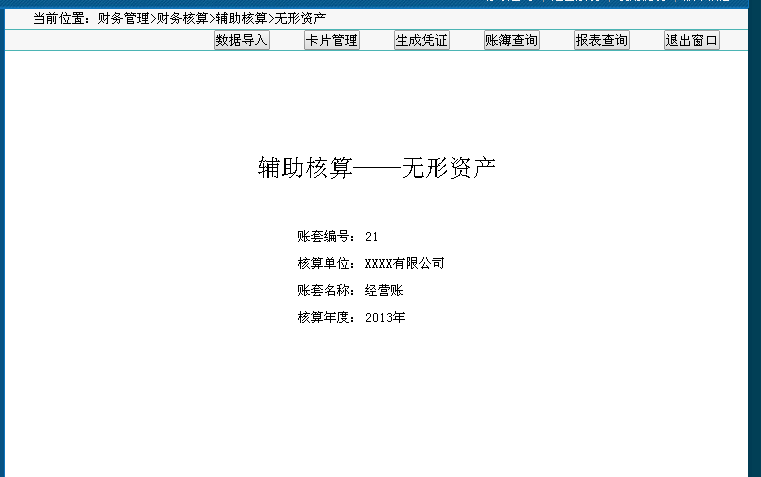 当前位置：财务管理>财务核算>辅助核算>无形资产
数据导入 卡片管理 生成凭证 账簿查询 报表查询 退出窗口
辅助核算——无形资产
账套编号：21
核算单位：XXXX有限公司
账套名称：经营账
核算年度：2013年